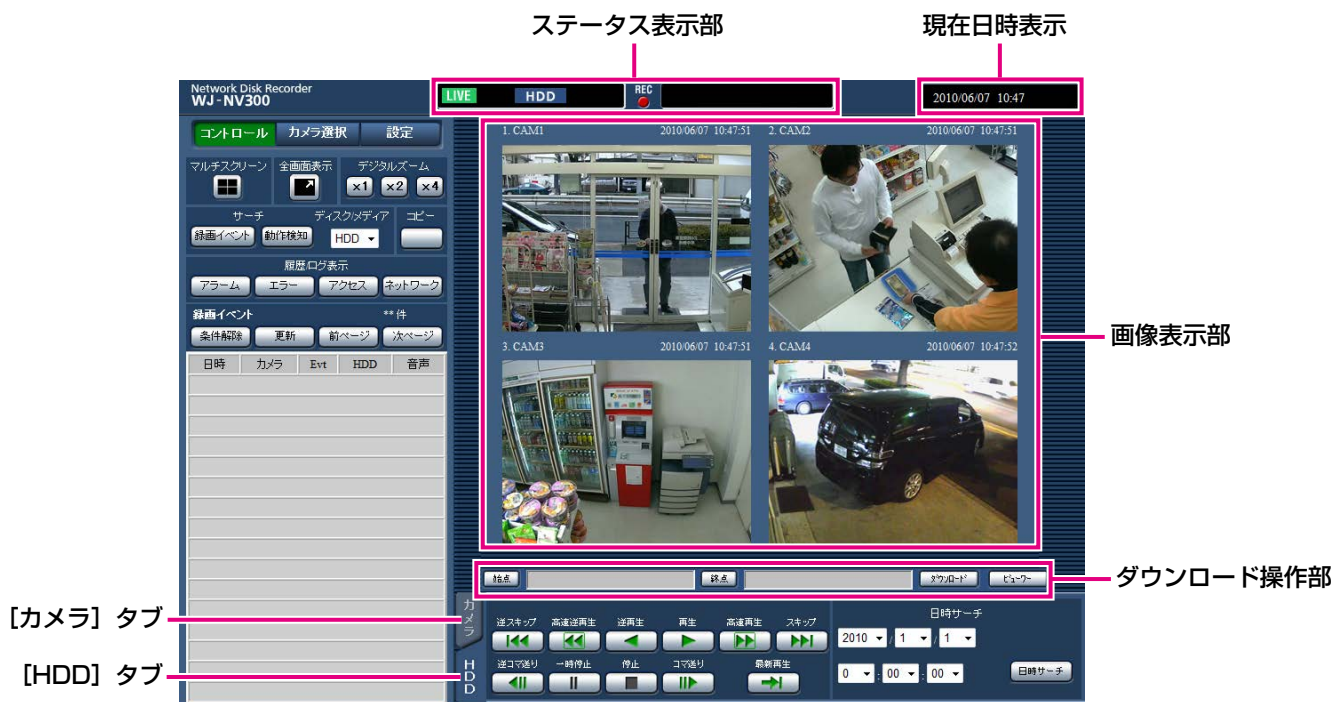 ステータス表示部
現在日時表示
Network Disk Recorder
WJ-NV300
LIVE HDD REC
2010/06/07 10:47
コントロール カメラ選択 設定
マルチスクリーン 全画面表示 デジタルズーム
x1 x2 x4
サーチ ディスク/メディア コピー
録画イベント 動作検知 HDD
履歴/ログ表示
アラーム エラー アクセス ネットワーク
録画イベント **件
条件解除 更新 前ページ 次ページ
日時 カメラ Evt HDD 音声
1. CAM1 2010/06/07 10:47:51
2. CAM2 2010/06/07 10:47:51
3. CAM3 2010/06/07 10:47:51
4. CAM4 2010/06/07 10:47:52
画像表示部
始点 終点 ダウンロード ビューワー
ダウンロード操作部
[カメラ] タブ
カメラ
[HDD] タブ
HDD
逆スキップ 高速逆再生 逆再生 再生 高速再生 スキップ
逆コマ送り 一時停止 停止 コマ送り 最新再生
日時サーチ
2010 / 1 / 1
0 : 00 : 00
日時サーチ